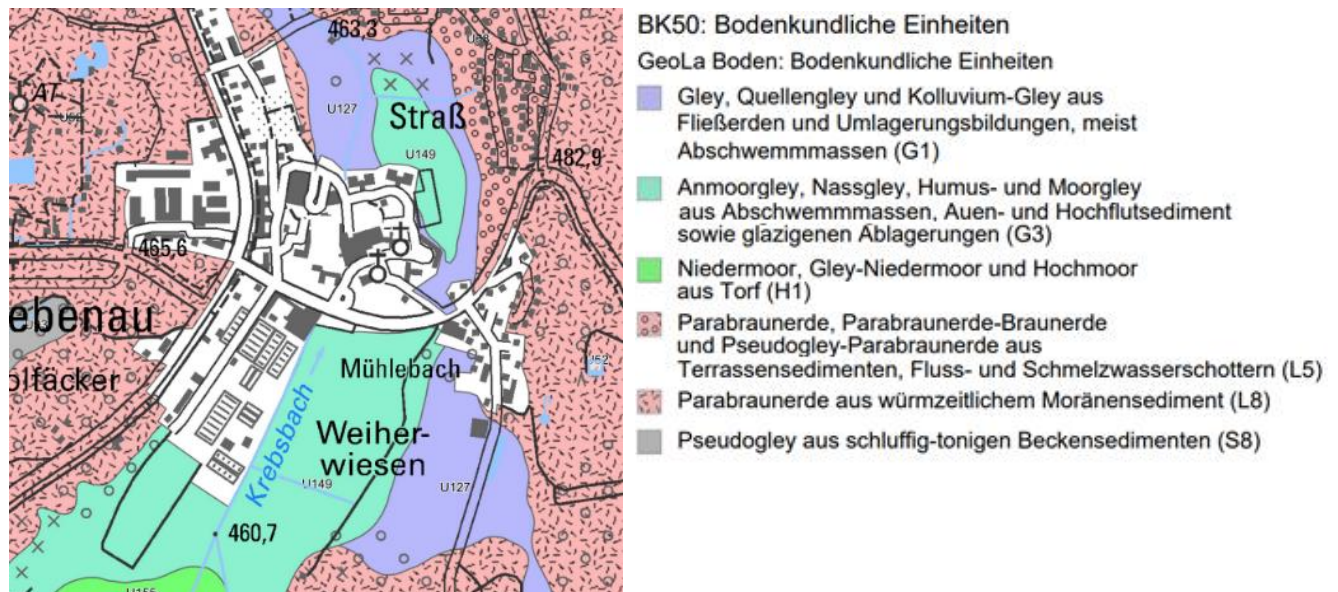 463,3
A7
U127
Straß
U149
482,9
465,6
ebenau
olfäcker
Mühlebach
Weiher-
wiesen
Krebsbach
U149
U127
460,7
BK50: Bodenkundliche Einheiten
GeoLa Boden: Bodenkundliche Einheiten
Gley, Quellengley und Kolluvium-Gley aus
Fließerden und Umlagerungsbildungen, meist
Abschwemmmassen (G1)
Anmoorgley, Nassgley, Humus- und Moorgley
aus Abschwemmmassen, Auen- und Hochflutsediment
sowie glazigenen Ablagerungen (G3)
Niedermoor, Gley-Niedermoor und Hochmoor
aus Torf (H1)
Parabraunerde, Parabraunerde-Braunerde
und Pseudogley-Parabraunerde aus
Terrassensedimenten, Fluss- und Schmelzwasserschottern (L5)
Parabraunerde aus würmzeitlichem Moränensediment (L8)
Pseudogley aus schluffig-tonigen Beckensedimenten (S8)